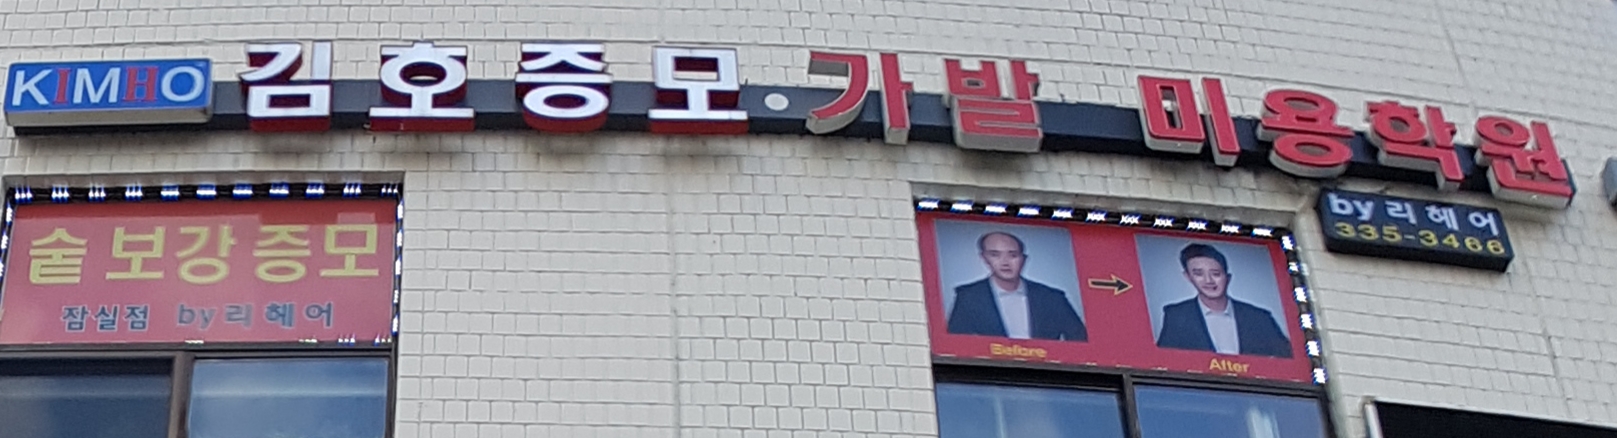 KIMHO 김호증모·가발 미용학원
by리헤어
335-3466
숱보강증모
잠실점 by리헤어
Before
After